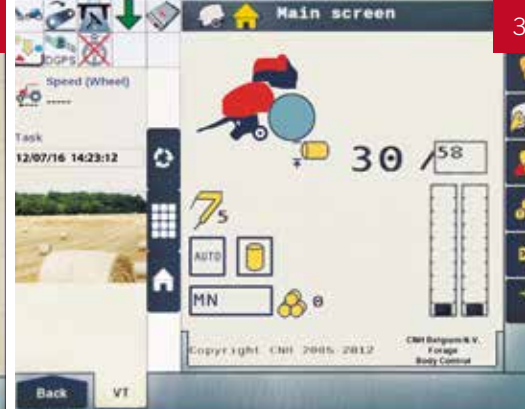 Main screen
3
DGPS
Speed (Wheel)
-----
Task
12/07/16 14:23:12
30 / 58
5
AUTO
MN
0
Copyright CNH 2005-2012
CNH Belgium N.V.
Forage
Body Control
Back
VT